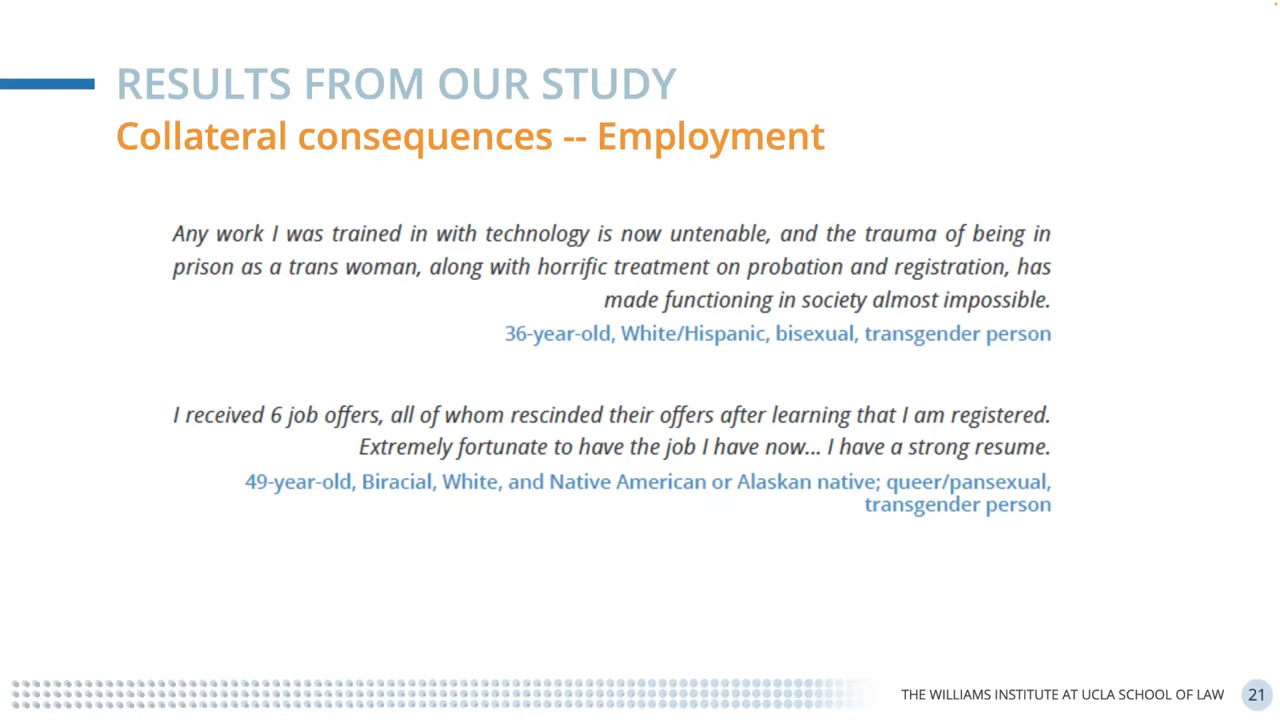 RESULTS FROM OUR STUDY
Collateral consequences -- Employment
Any work I was trained in with technology is now untenable, and the trauma of being in
prison as a trans woman, along with horrific treatment on probation and registration, has
made functioning in society almost impossible.
36-year-old, White/Hispanic, bisexual, transgender person
I received 6 job offers, all of whom rescinded their offers after learning that I am registered.
Extremely fortunate to have the job I have now... I have a strong resume.
49-year-old, Biracial, White, and Native American or Alaskan native; queer/pansexual,
transgender person
THE WILLIAMS INSTITUTE AT UCLA SCHOOL OF LAW 21